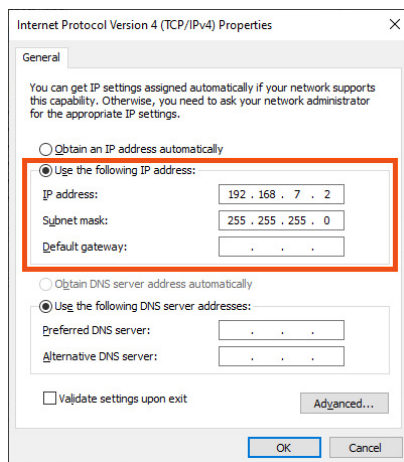 Internet Protocol Version 4 (TCP/IPv4) Properties
General
You can get IP settings assigned automatically if your network supports
this capability. Otherwise, you need to ask your network administrator
for the appropriate IP settings.
Obtain an IP address automatically
Use the following IP address:
IP address: 192 . 168 . 7 . 2
Subnet mask: 255 . 255 . 255 . 0
Default gateway: . . .
Obtain DNS server address automatically
Use the following DNS server addresses:
Preferred DNS server: . . .
Alternative DNS server: . . .
Validate settings upon exit
Advanced...
OK Cancel